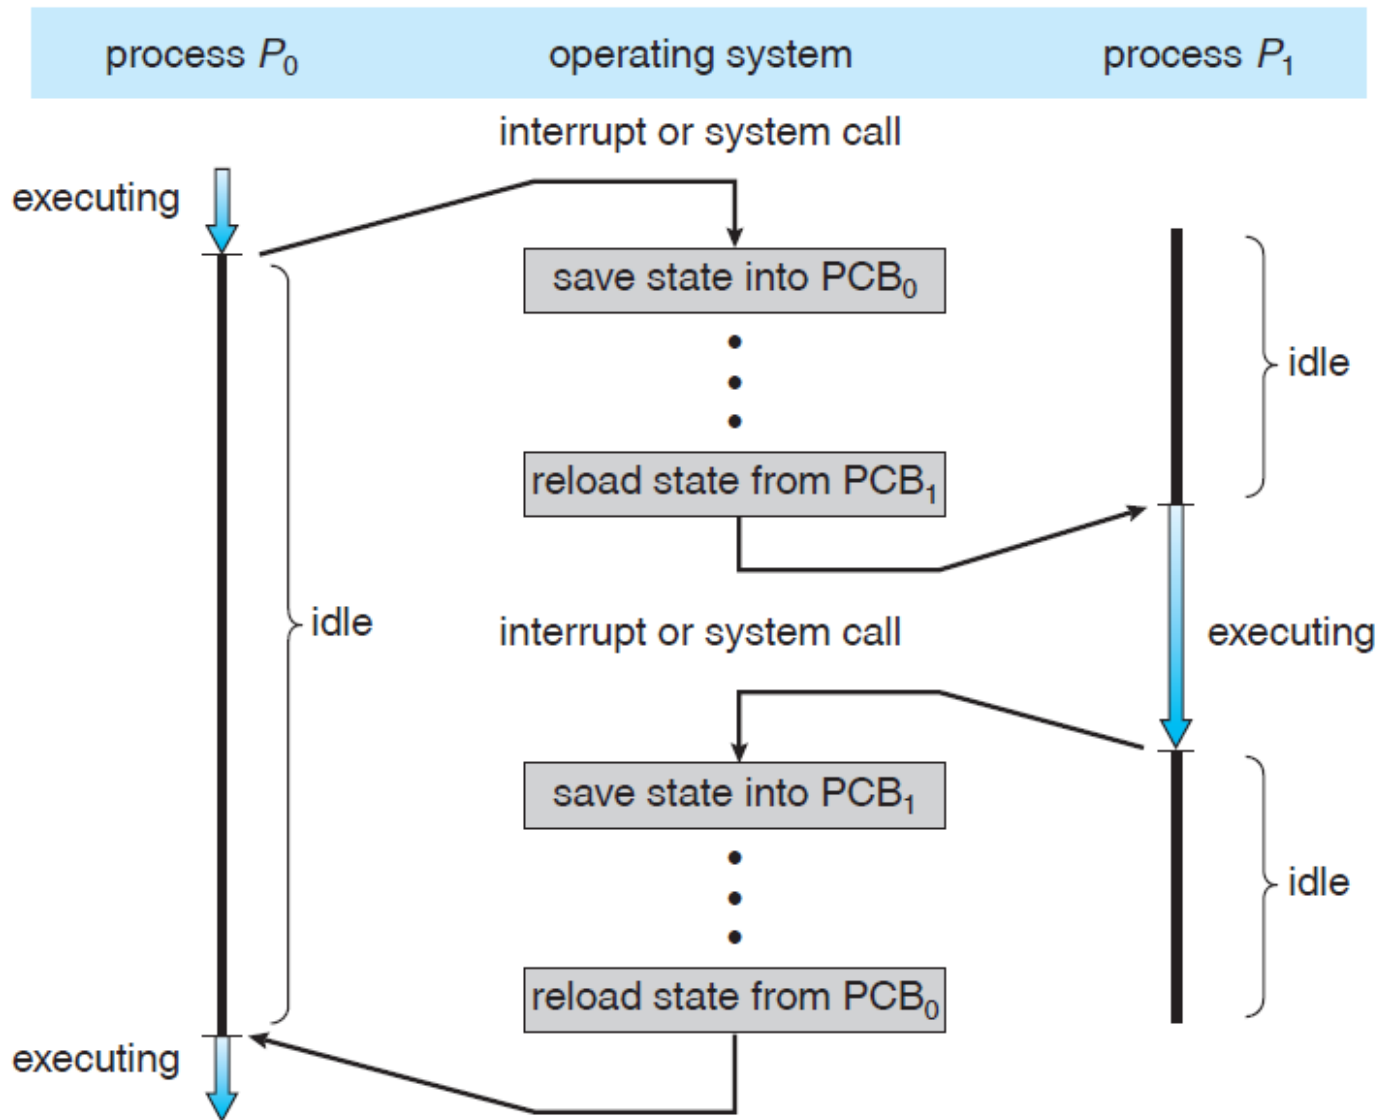 process P₀ operating system process P₁
interrupt or system call
executing
save state into PCB₀
idle
reload state from PCB₁
idle
interrupt or system call
executing
save state into PCB₁
idle
reload state from PCB₀
executing